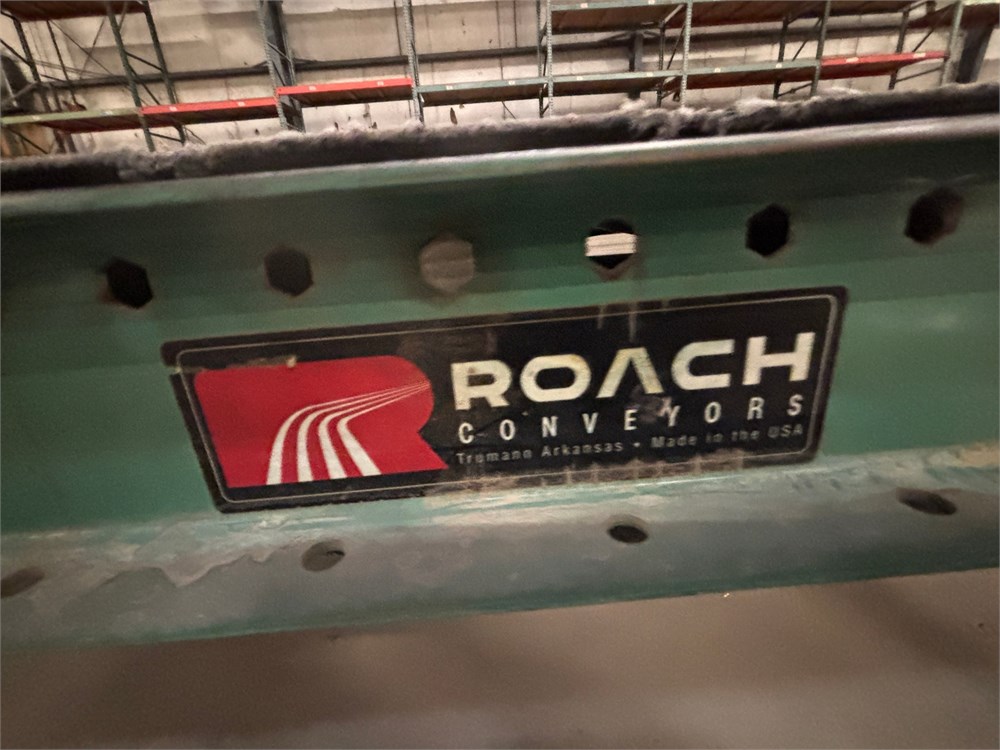 ROACH
CONVEYORS
Trumann Arkansas • Made in the USA